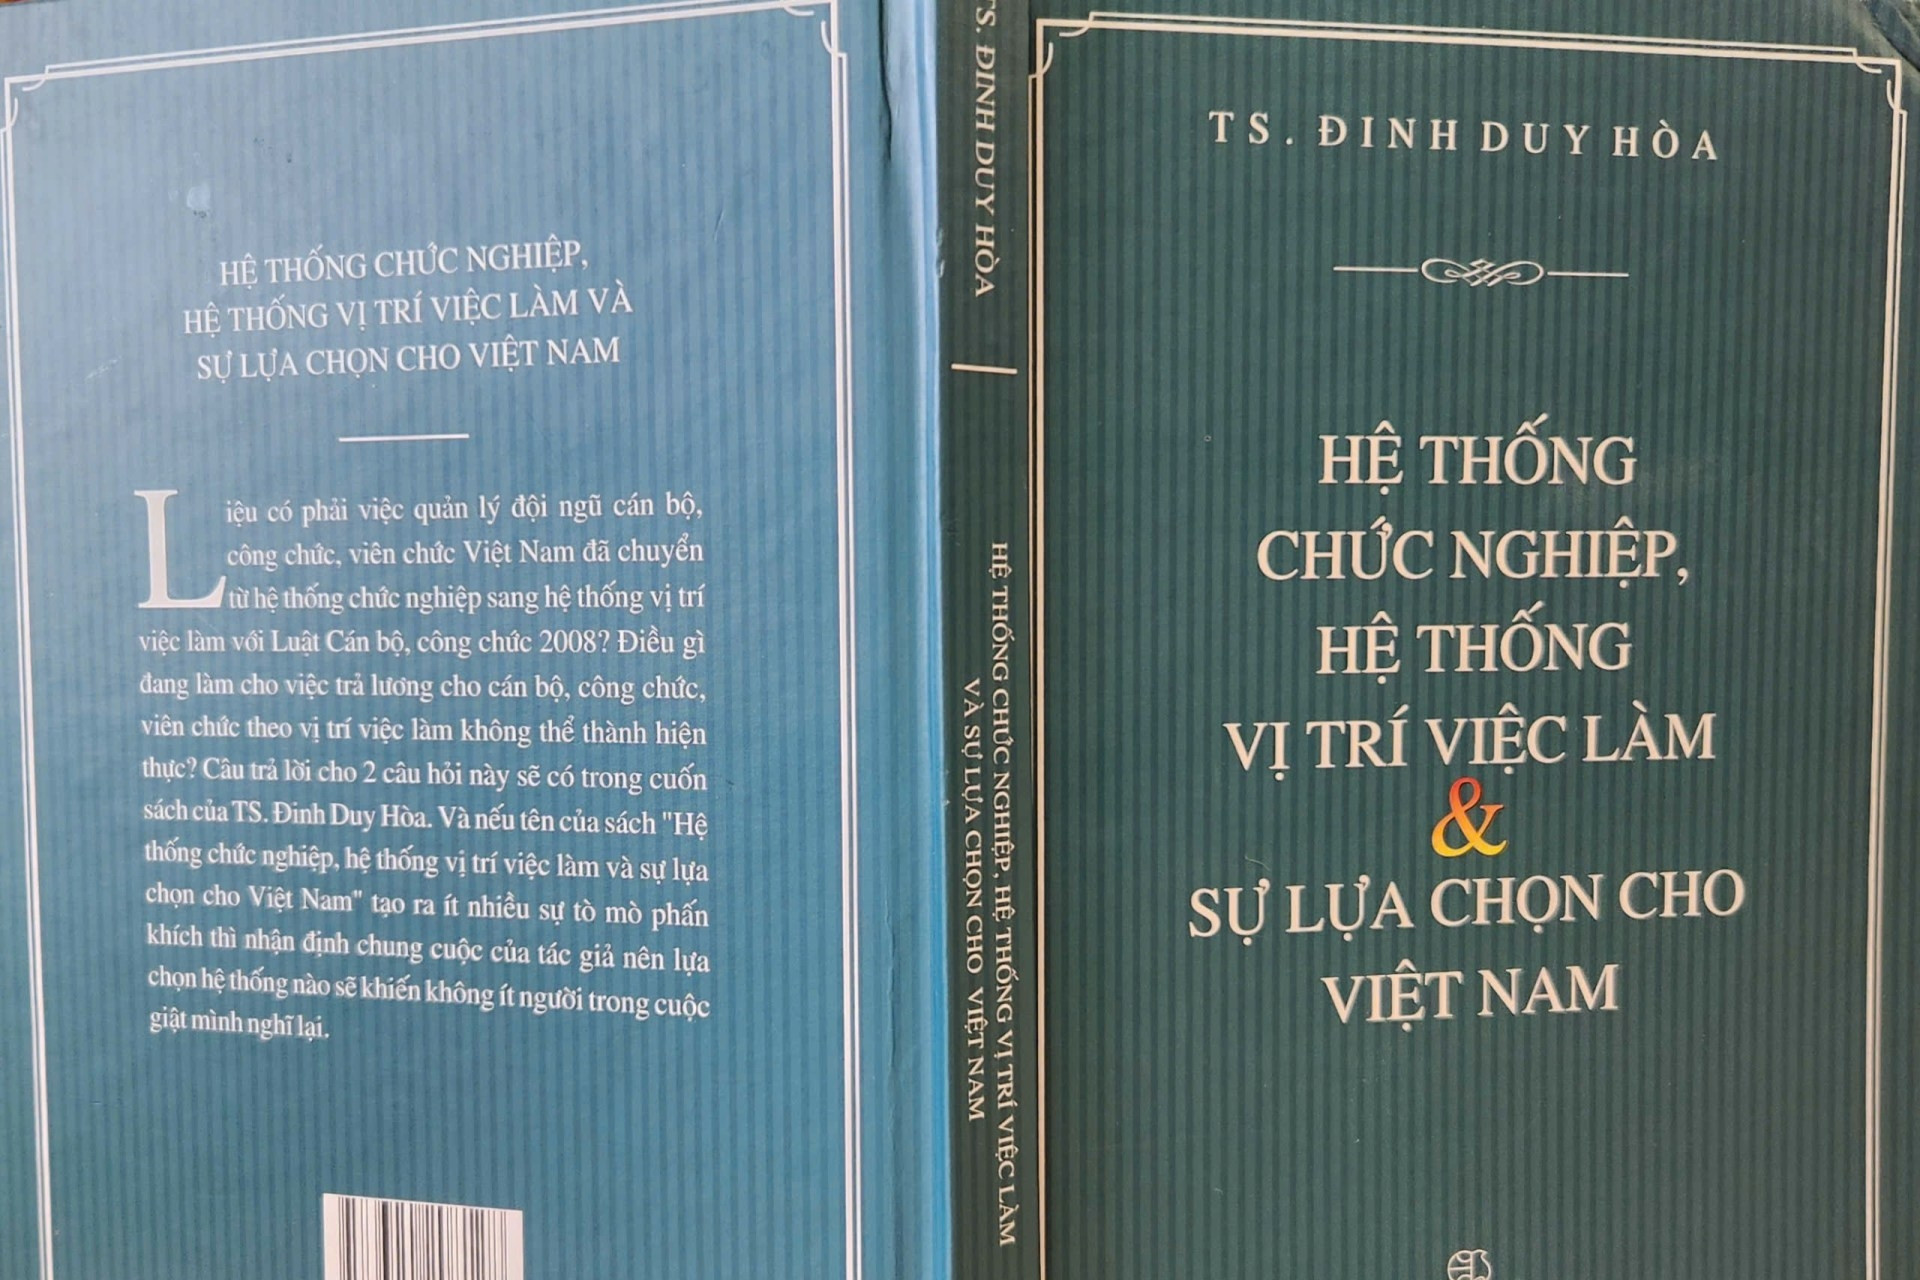 HỆ THỐNG CHỨC NGHIỆP,
HỆ THỐNG VỊ TRÍ VIỆC LÀM VÀ
SỰ LỰA CHỌN CHO VIỆT NAM
Liệu có phải việc quản lý đội ngũ cán bộ,
công chức, viên chức Việt Nam đã chuyển
từ hệ thống chức nghiệp sang hệ thống vị trí
việc làm với Luật Cán bộ, công chức 2008? Điều gì
đang làm cho việc trả lương cho cán bộ, công chức,
viên chức theo vị trí việc làm không thể thành hiện
thực? Câu trả lời cho 2 câu hỏi này sẽ có trong cuốn
sách của TS. Đinh Duy Hòa. Và nếu tên của sách "Hệ
thống chức nghiệp, hệ thống vị trí việc làm và sự lựa
chọn cho Việt Nam" tạo ra ít nhiều sự tò mò phấn
khích thì nhận định chung cuộc của tác giả nên lựa
chọn hệ thống nào sẽ khiến không ít người trong cuộc
giật mình nghĩ lại.
TS. ĐINH DUY HÒA
HỆ THỐNG CHỨC NGHIỆP, HỆ THỐNG VỊ TRÍ VIỆC LÀM
VÀ SỰ LỰA CHỌN CHO VIỆT NAM
TS. ĐINH DUY HÒA
HỆ THỐNG
CHỨC NGHIỆP,
HỆ THỐNG
VỊ TRÍ VIỆC LÀM
&
SỰ LỰA CHỌN CHO
VIỆT NAM